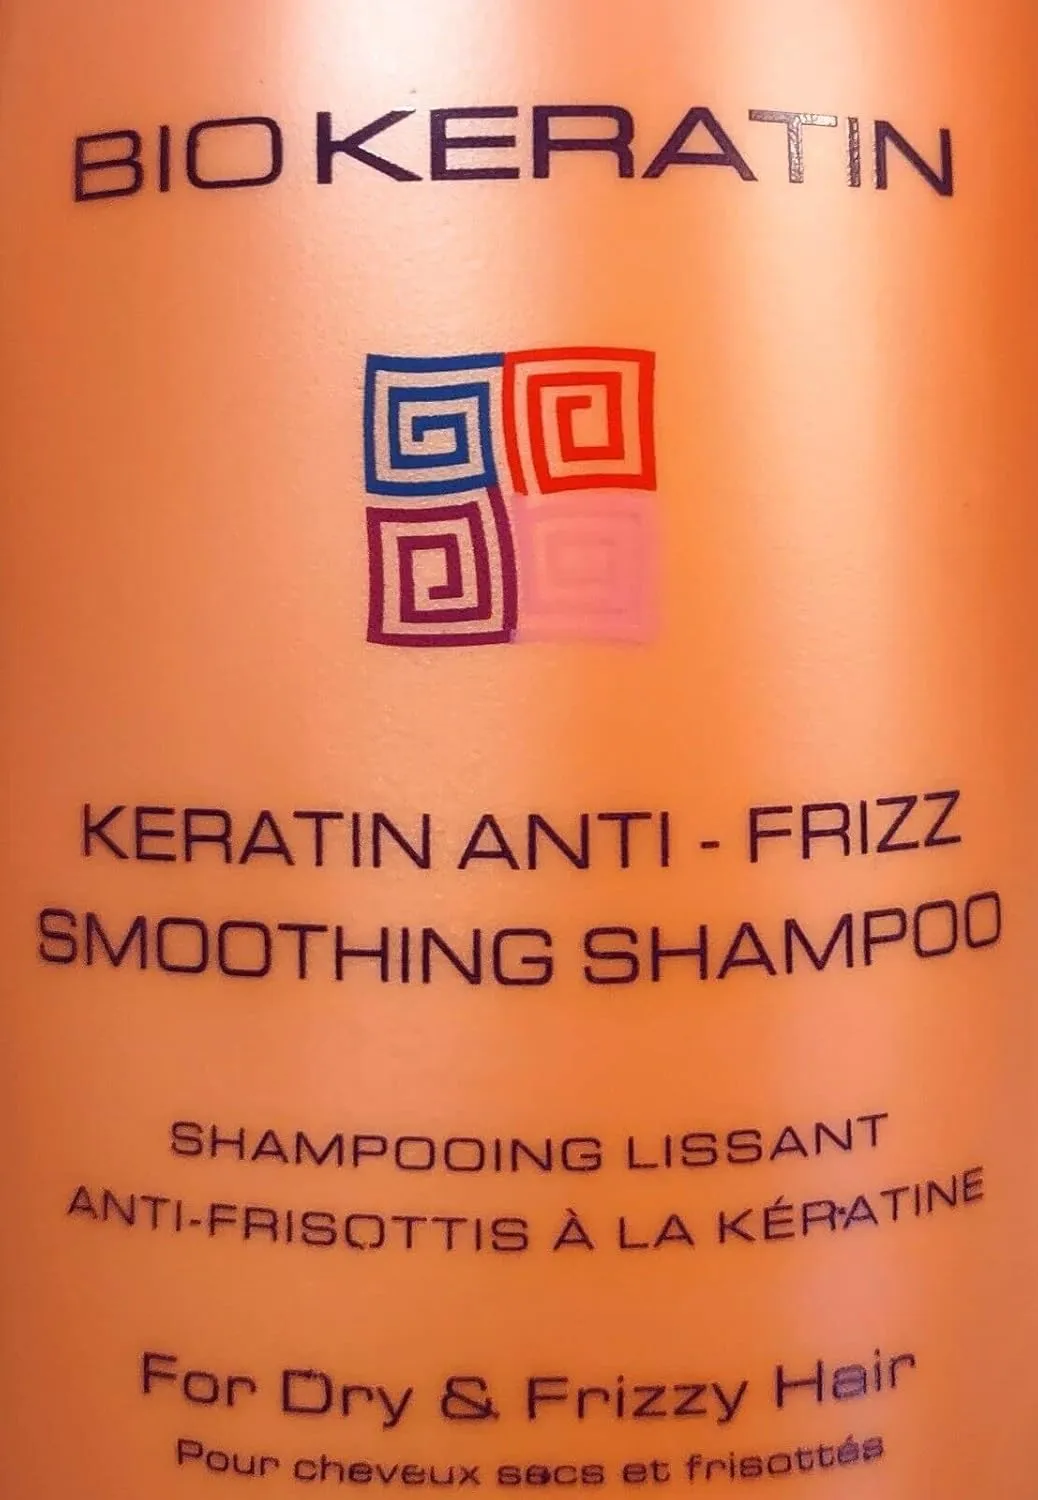 BIOKERATIN
KERATIN ANTI - FRIZZ
SMOOTHING SHAMPOO
SHAMPOOING LISSANT
ANTI-FRISOTTIS À LA KÉRATINE
For Dry & Frizzy Hair
Pour cheveux secs et frisottés